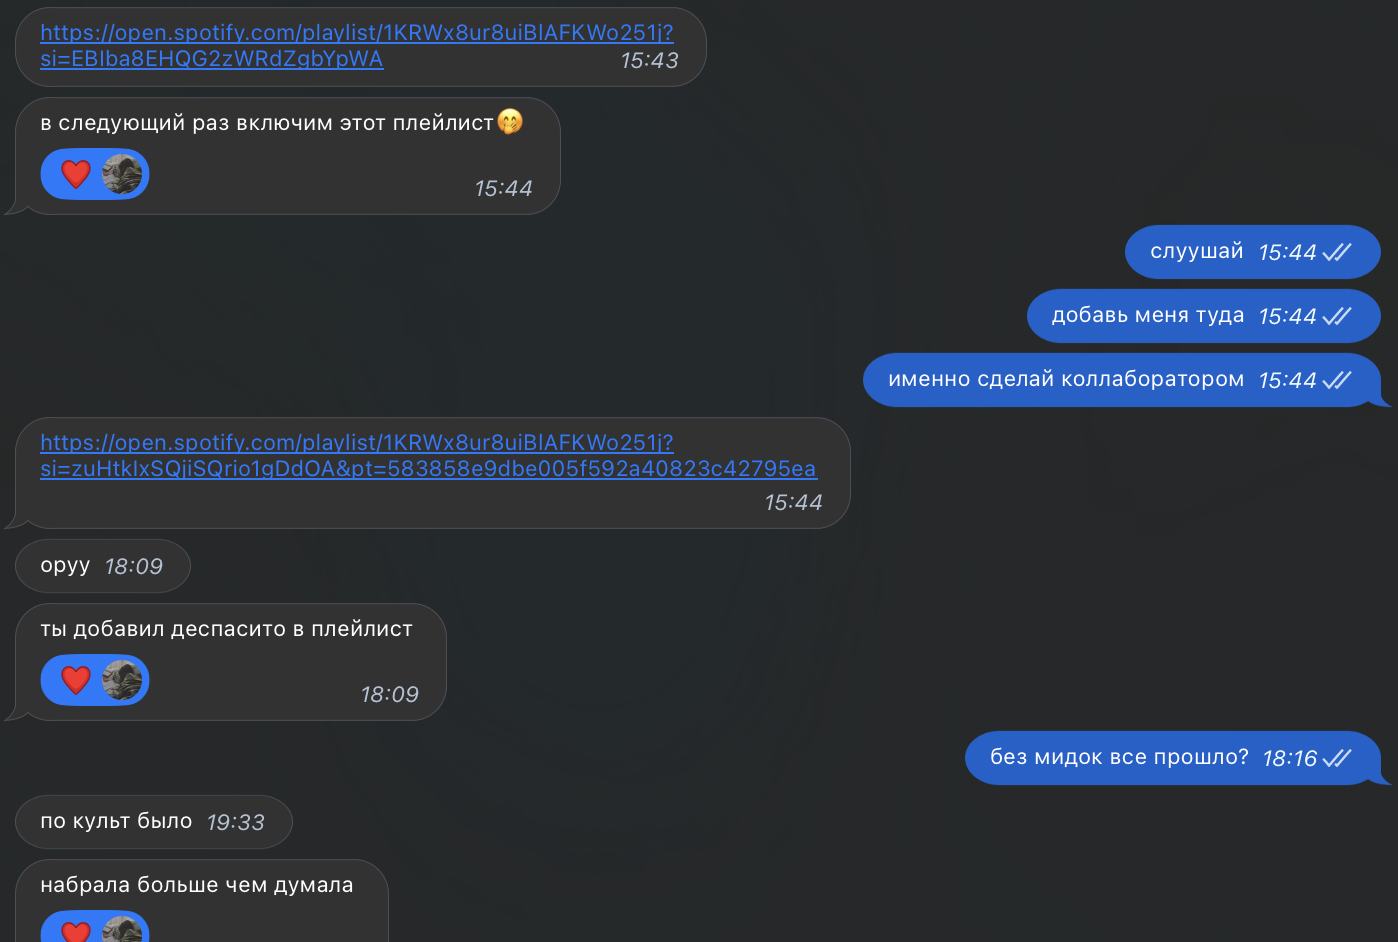 https://open.spotify.com/playlist/1KRWx8ur8uiBlAFKWo251j?
si=EBIba8EHQG2zWRdZgbYpWA 15:43
в следующий раз включим этот плейлист🤭
❤️ 15:44
слуушай 15:44
добавь меня туда 15:44
именно сделай коллаборатором 15:44
https://open.spotify.com/playlist/1KRWx8ur8uiBlAFKWo251j?
si=zuHtkIxSQjiSQrio1gDdOA&pt=583858e9dbe005f592a40823c42795ea
15:44
оруу 18:09
ты добавил деспасито в плейлист
❤️ 18:09
без мидок все прошло? 18:16
по культ было 19:33
набрала больше чем думала
❤️